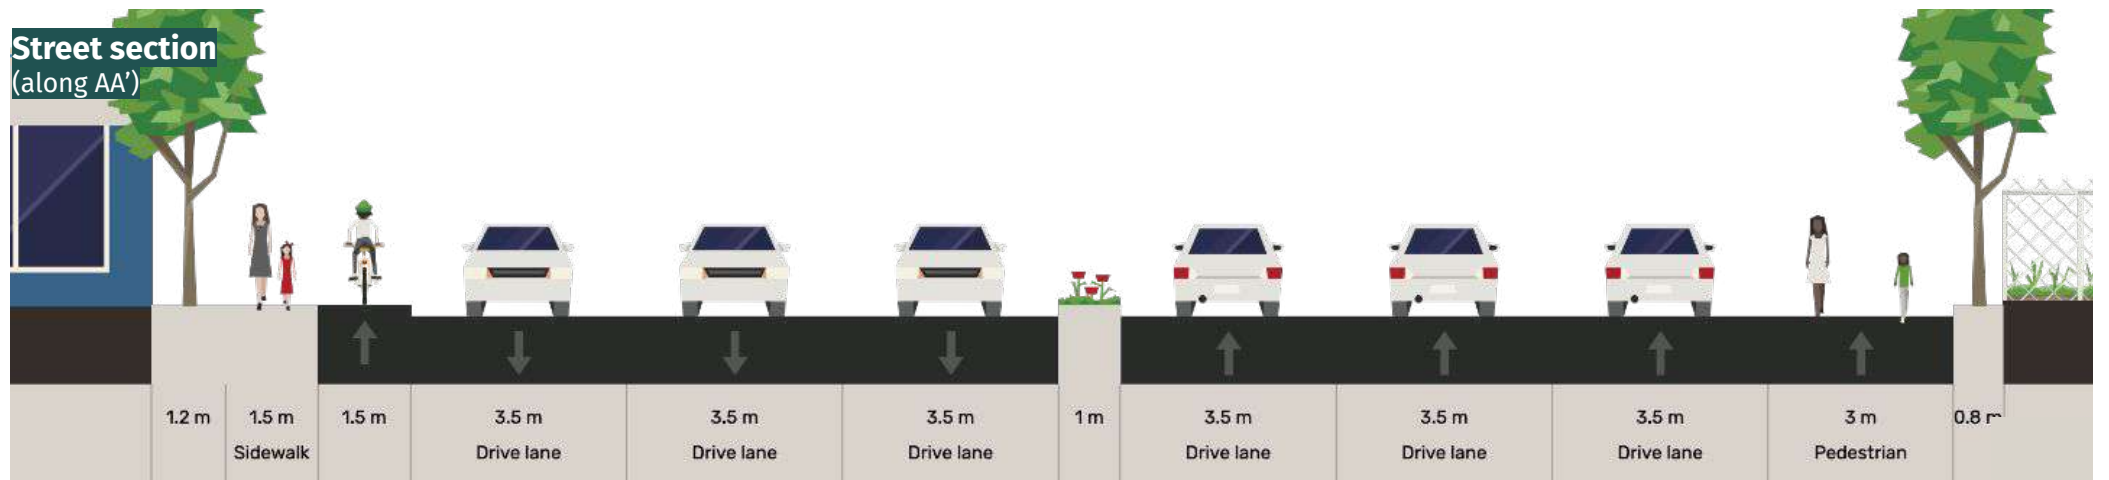 Street section
(along AA’)
1.2 m 1.5 m 1.5 m 3.5 m 3.5 m 3.5 m 1 m 3.5 m 3.5 m 3.5 m 3 m 0.8 m
Sidewalk Drive lane Drive lane Drive lane Drive lane Drive lane Drive lane Pedestrian